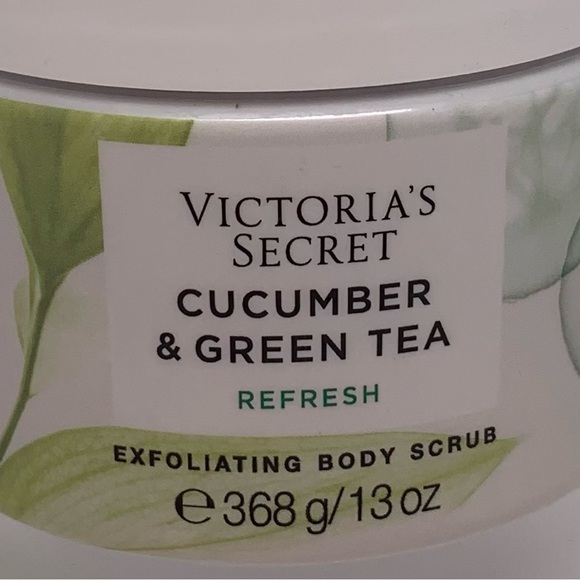 VICTORIA'S
SECRET
CUCUMBER
& GREEN TEA
REFRESH
EXFOLIATING BODY SCRUB
℮ 368 g/13 oz